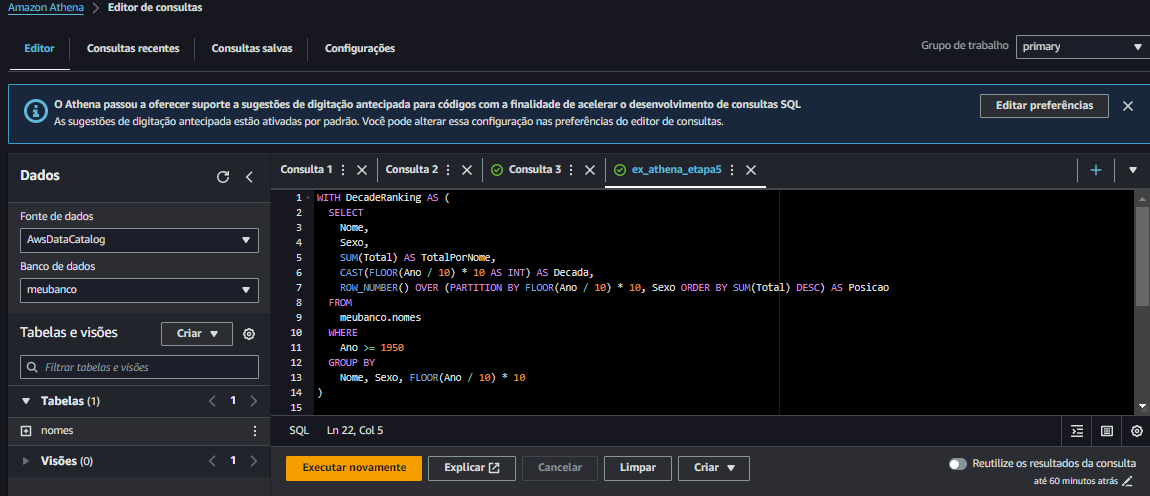 Amazon Athena > Editor de consultas
Editor
Consultas recentes
Consultas salvas
Configurações
Grupo de trabalho
primary
O Athena passou a oferecer suporte a sugestões de digitação antecipada para códigos com a finalidade de acelerar o desenvolvimento de consultas SQL
As sugestões de digitação antecipada estão ativadas por padrão. Você pode alterar essa configuração nas preferências do editor de consultas.
Editar preferências
Dados
Fonte de dados
AwsDataCatalog
Banco de dados
meubanco
Tabelas e visões
Criar
Filtrar tabelas e visões
Tabelas (1)
1
nomes
Visões (0)
1
Consulta 1
Consulta 2
Consulta 3
ex_athena_etapa5
1 WITH DecadeRanking AS (
2 SELECT
3 Nome,
4 Sexo,
5 SUM(Total) AS TotalPorNome,
6 CAST(FLOOR(Ano / 10) * 10 AS INT) AS Decada,
7 ROW_NUMBER() OVER (PARTITION BY FLOOR(Ano / 10) * 10, Sexo ORDER BY SUM(Total) DESC) AS Posicao
8 FROM
9 meubanco.nomes
10 WHERE
11 Ano >= 1950
12 GROUP BY
13 Nome, Sexo, FLOOR(Ano / 10) * 10
14 )
15
SQL
Ln 22, Col 5
Executar novamente
Explicar
Cancelar
Limpar
Criar
Reutilize os resultados da consulta
até 60 minutos atrás